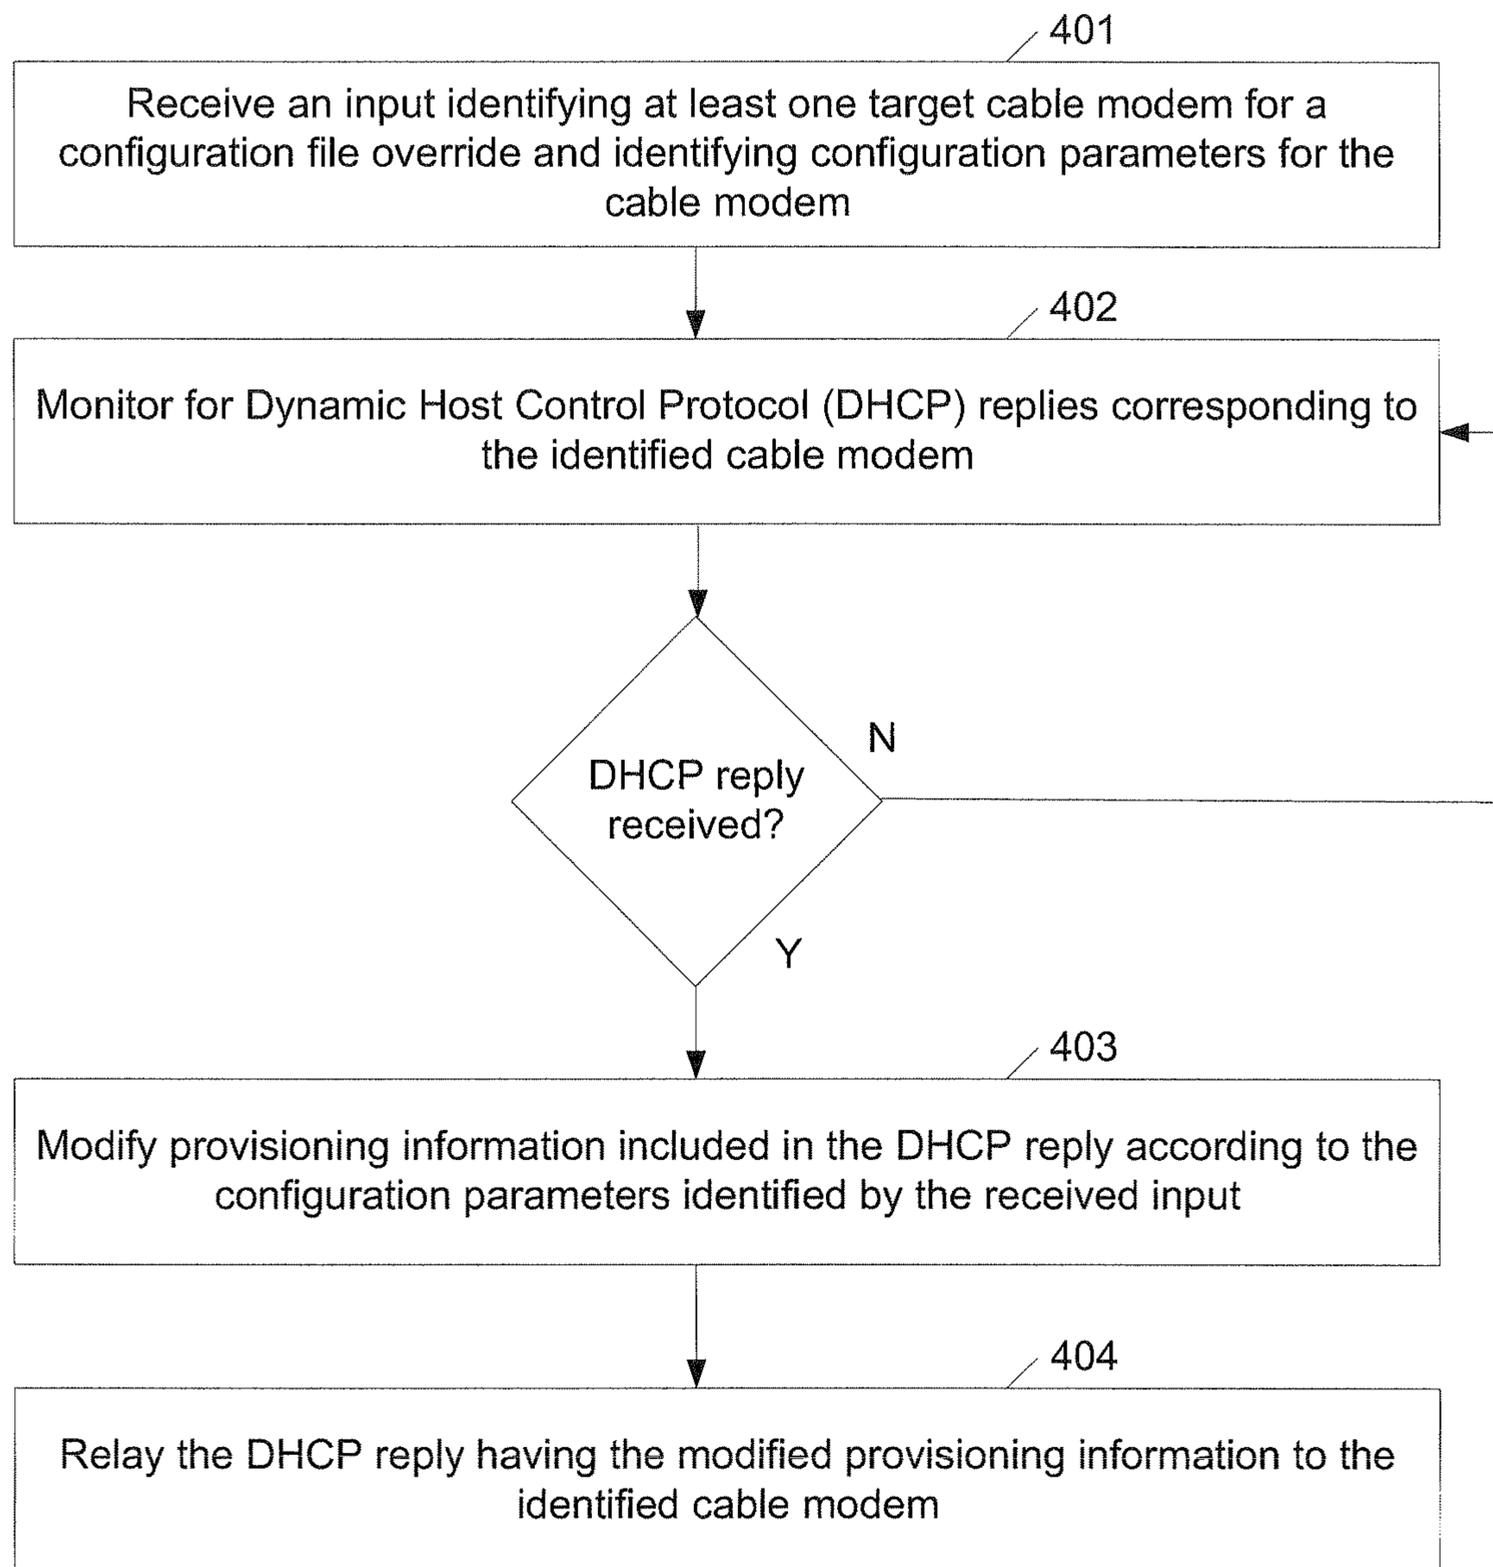 401
Receive an input identifying at least one target cable modem for a
configuration file override and identifying configuration parameters for the
cable modem
402
Monitor for Dynamic Host Control Protocol (DHCP) replies corresponding to
the identified cable modem
N
DHCP reply
received?
Y
403
Modify provisioning information included in the DHCP reply according to the
configuration parameters identified by the received input
404
Relay the DHCP reply having the modified provisioning information to the
identified cable modem